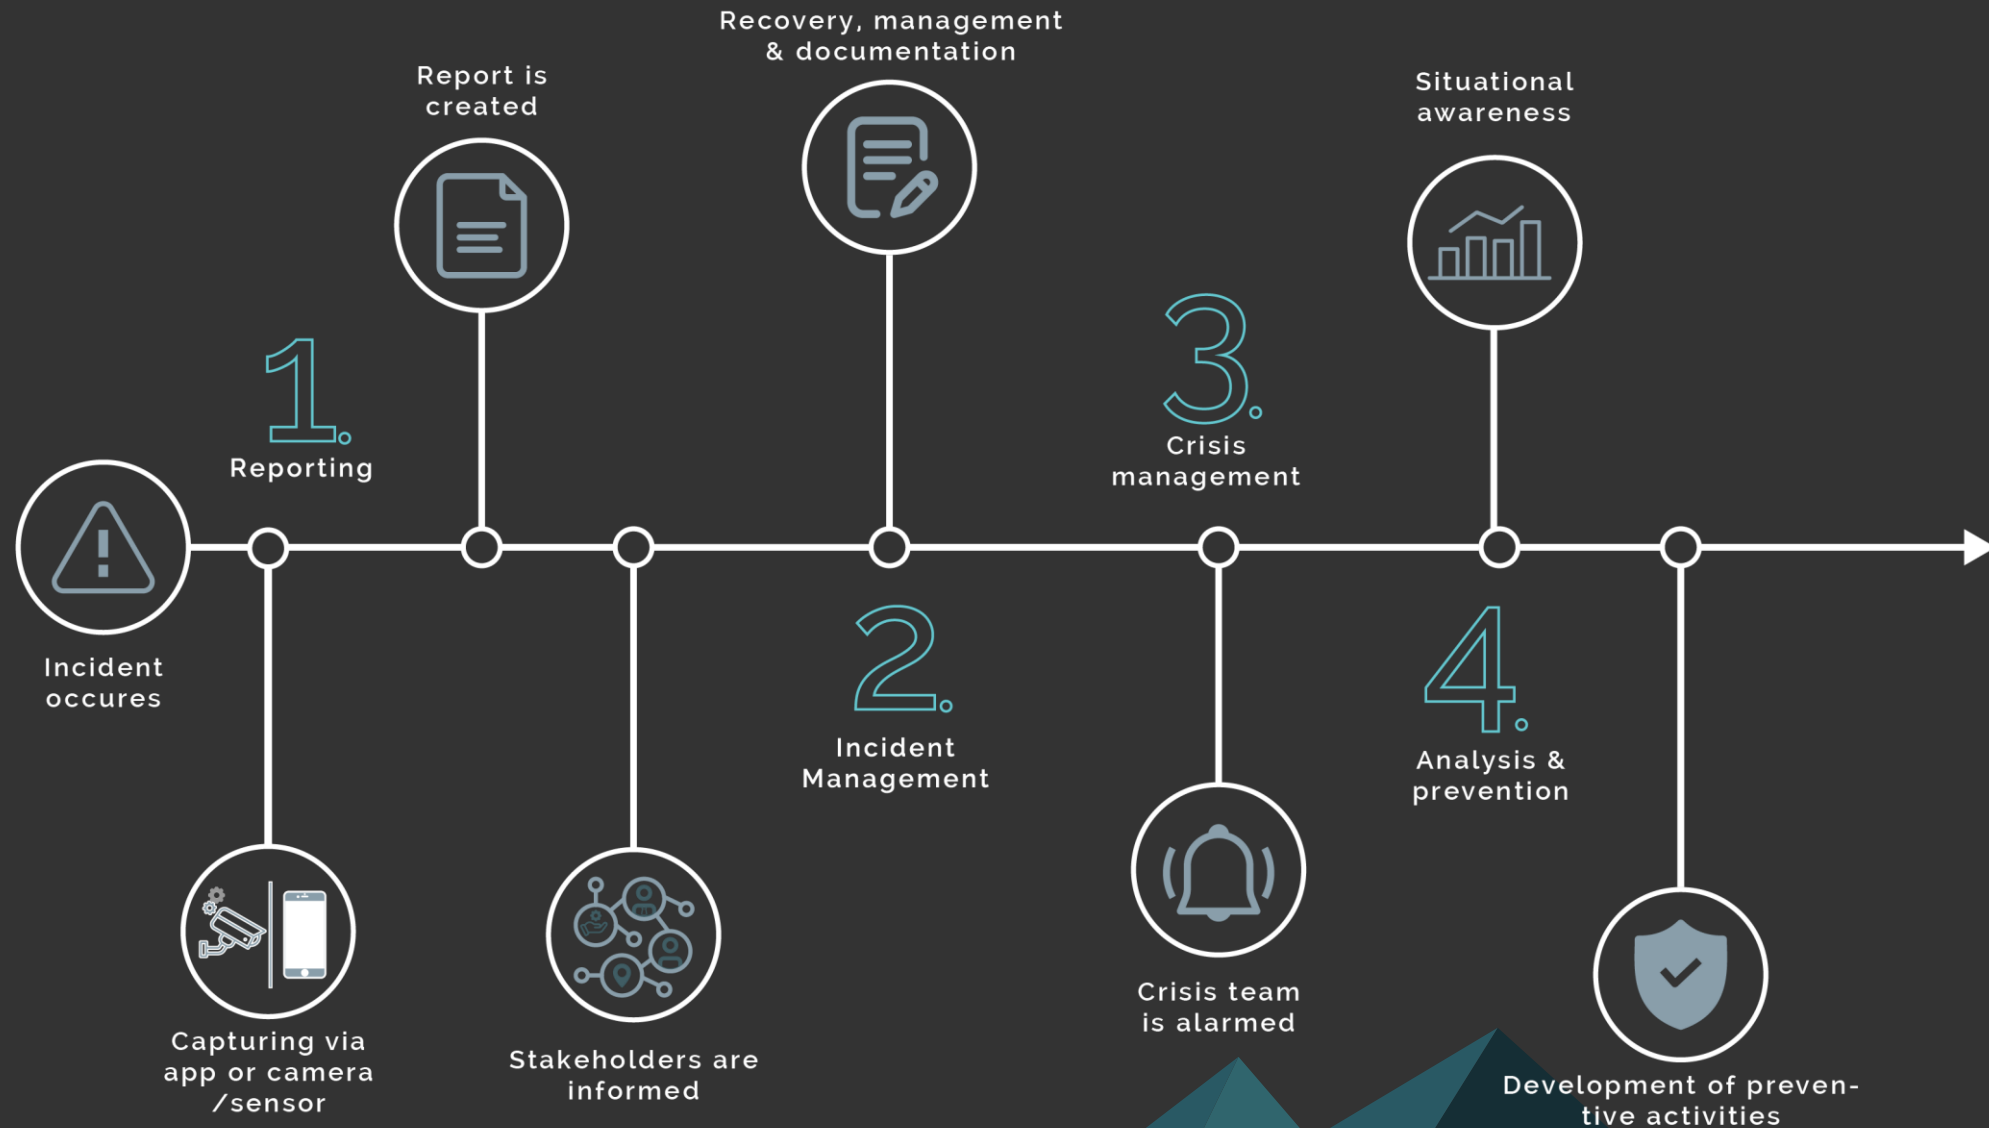 Recovery, management
& documentation
Report is
created
Situational
awareness
1.
Reporting
3.
Crisis
management
Incident
occures
2.
Incident
Management
4.
Analysis &
prevention
Capturing via
app or camera
/sensor
Stakeholders are
informed
Crisis team
is alarmed
Development of preven-
tive activities